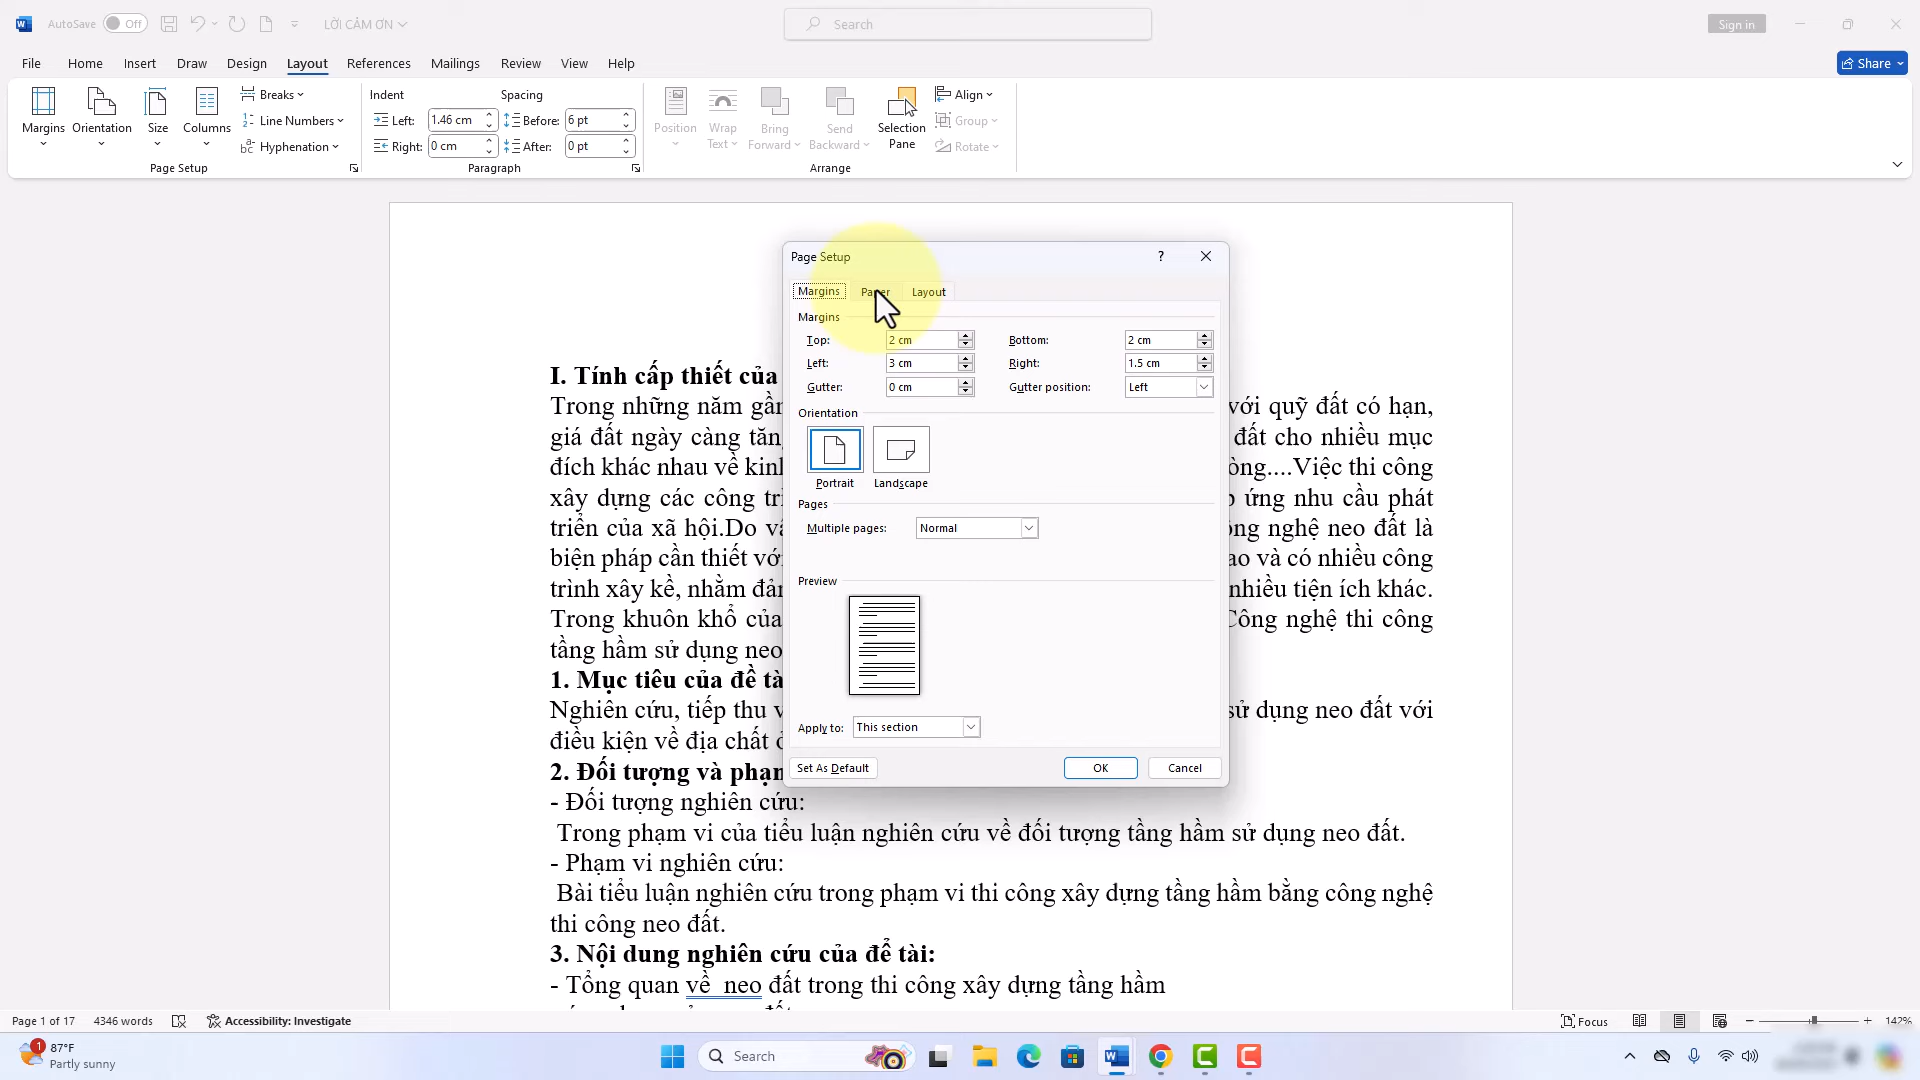 AutoSave Off LỜI CẢM ƠN Search Sign in
File Home Insert Draw Design Layout References Mailings Review View Help Share
Margins Orientation Size Columns Breaks Line Numbers Hyphenation Page Setup
Indent Spacing
Left: 1.46 cm Before: 6 pt
Right: 0 cm After: 0 pt
Paragraph
Position Wrap Text Bring Forward Send Backward Selection Pane Align Group Rotate
Arrange
Page Setup ?
Margins Paper Layout
Margins
Top: 2 cm Bottom: 2 cm
Left: 3 cm Right: 1.5 cm
Gutter: 0 cm Gutter position: Left
Orientation
Portrait Landscape
Pages
Multiple pages: Normal
Preview
Apply to: This section
Set As Default OK Cancel
I. Tính cấp thiết của
Trong những năm gần với quỹ đất có hạn,
giá đất ngày càng tăng đất cho nhiều mục
đích khác nhau về kinh òng....Việc thi công
xây dựng các công trì ứng nhu cầu phát
triển của xã hội.Do vậ ông nghệ neo đất là
biện pháp cần thiết với ao và có nhiều công
trình xây kề, nhằm đảm nhiều tiện ích khác.
Trong khuôn khổ của Công nghệ thi công
tầng hầm sử dụng neo
1. Mục tiêu của đề tà
Nghiên cứu, tiếp thu v sử dụng neo đất với
điều kiện về địa chất
2. Đối tượng và phạm
- Đối tượng nghiên cứu:
Trong phạm vi của tiểu luận nghiên cứu về đối tượng tầng hầm sử dụng neo đất.
- Phạm vi nghiên cứu:
Bài tiểu luận nghiên cứu trong phạm vi thi công xây dựng tầng hầm bằng công nghệ
thi công neo đất.
3. Nội dung nghiên cứu của để tài:
- Tổng quan về neo đất trong thi công xây dựng tầng hầm
Page 1 of 17 4346 words Accessibility: Investigate Focus 142%
1 87°F
Partly sunny
Search